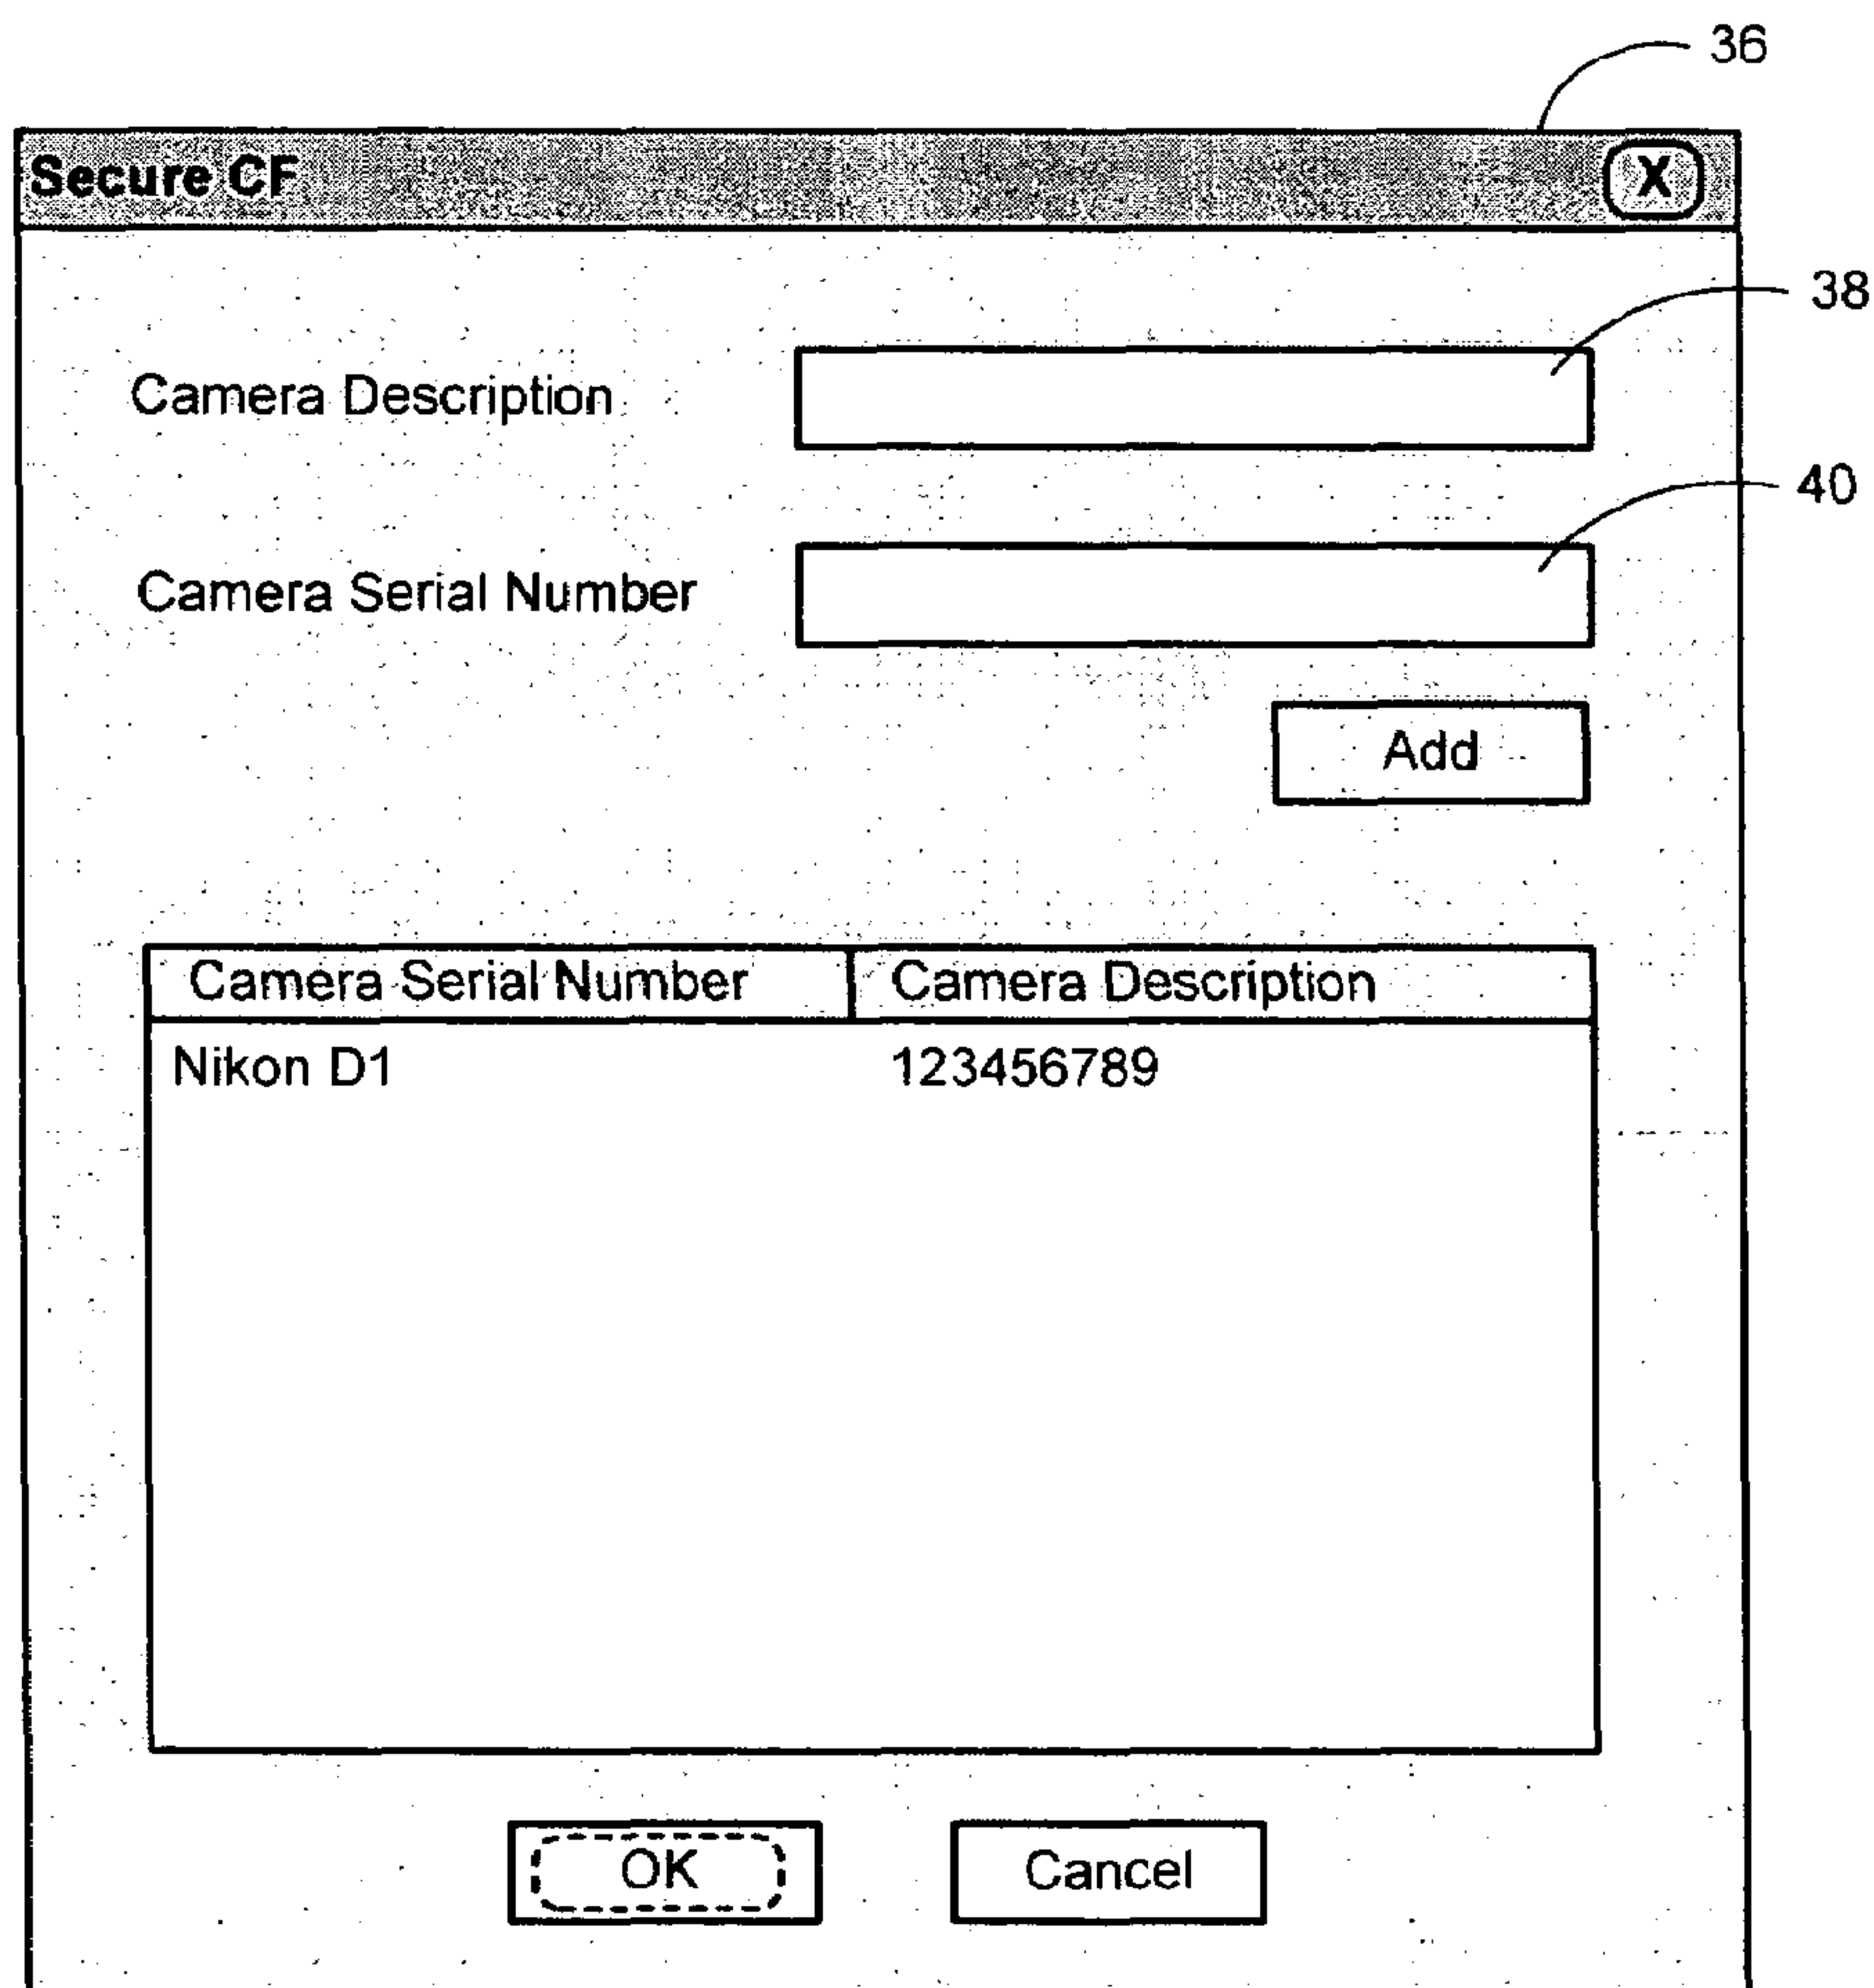 36
Secure CF X
38
Camera Description
40
Camera Serial Number
Add
Camera Serial Number Camera Description
Nikon D1 123456789
OK Cancel